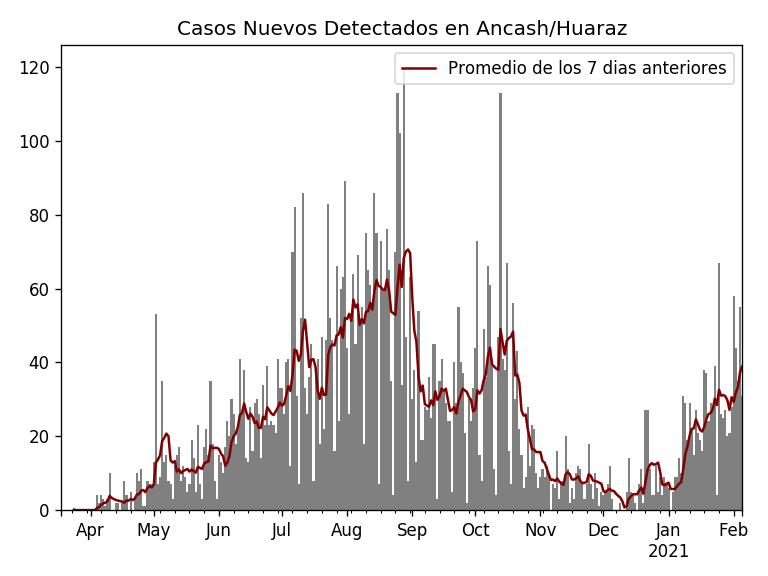 Casos Nuevos Detectados en Ancash/Huaraz
Promedio de los 7 dias anteriores
120
100
80
60
40
20
0
Apr May Jun Jul Aug Sep Oct Nov Dec Jan Feb
2021